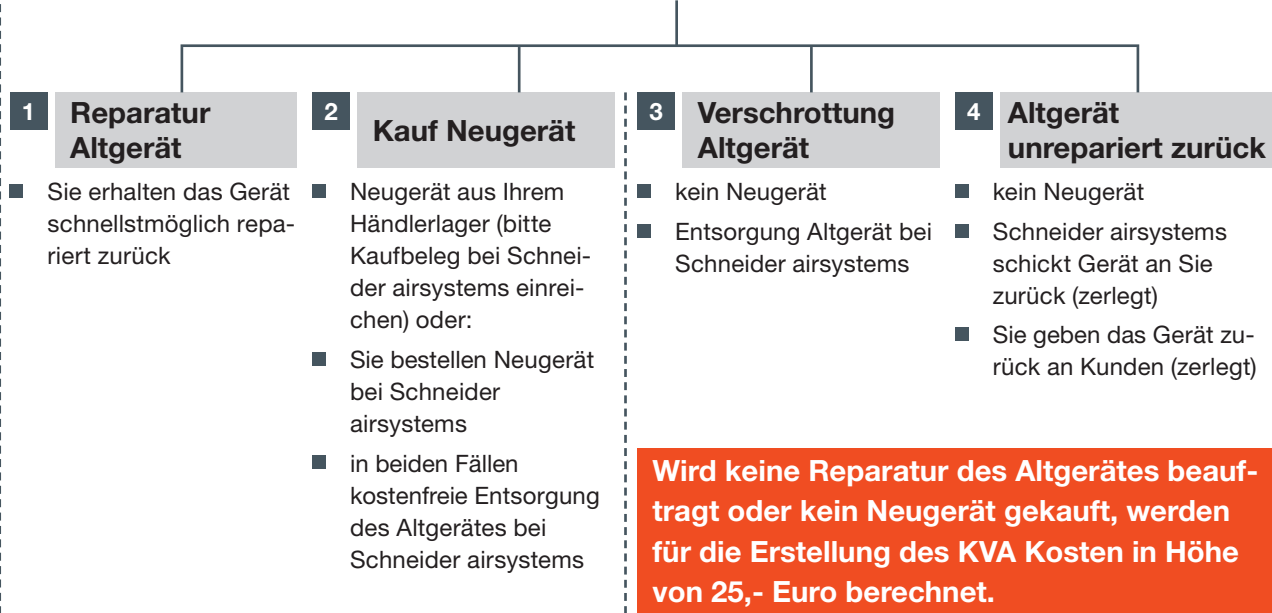 1
Reparatur
Altgerät
Sie erhalten das Gerät
schnellstmöglich repa-
riert zurück
2
Kauf Neugerät
Neugerät aus Ihrem
Händlerlager (bitte
Kaufbeleg bei Schnei-
der airsystems einrei-
chen) oder:
Sie bestellen Neugerät
bei Schneider
airsystems
in beiden Fällen
kostenfreie Entsorgung
des Altgerätes bei
Schneider airsystems
3
Verschrottung
Altgerät
kein Neugerät
Entsorgung Altgerät bei
Schneider airsystems
4
Altgerät
unrepariert zurück
kein Neugerät
Schneider airsystems
schickt Gerät an Sie
zurück (zerlegt)
Sie geben das Gerät zu-
rück an Kunden (zerlegt)
Wird keine Reparatur des Altgerätes beauf-
tragt oder kein Neugerät gekauft, werden
für die Erstellung des KVA Kosten in Höhe
von 25,- Euro berechnet.